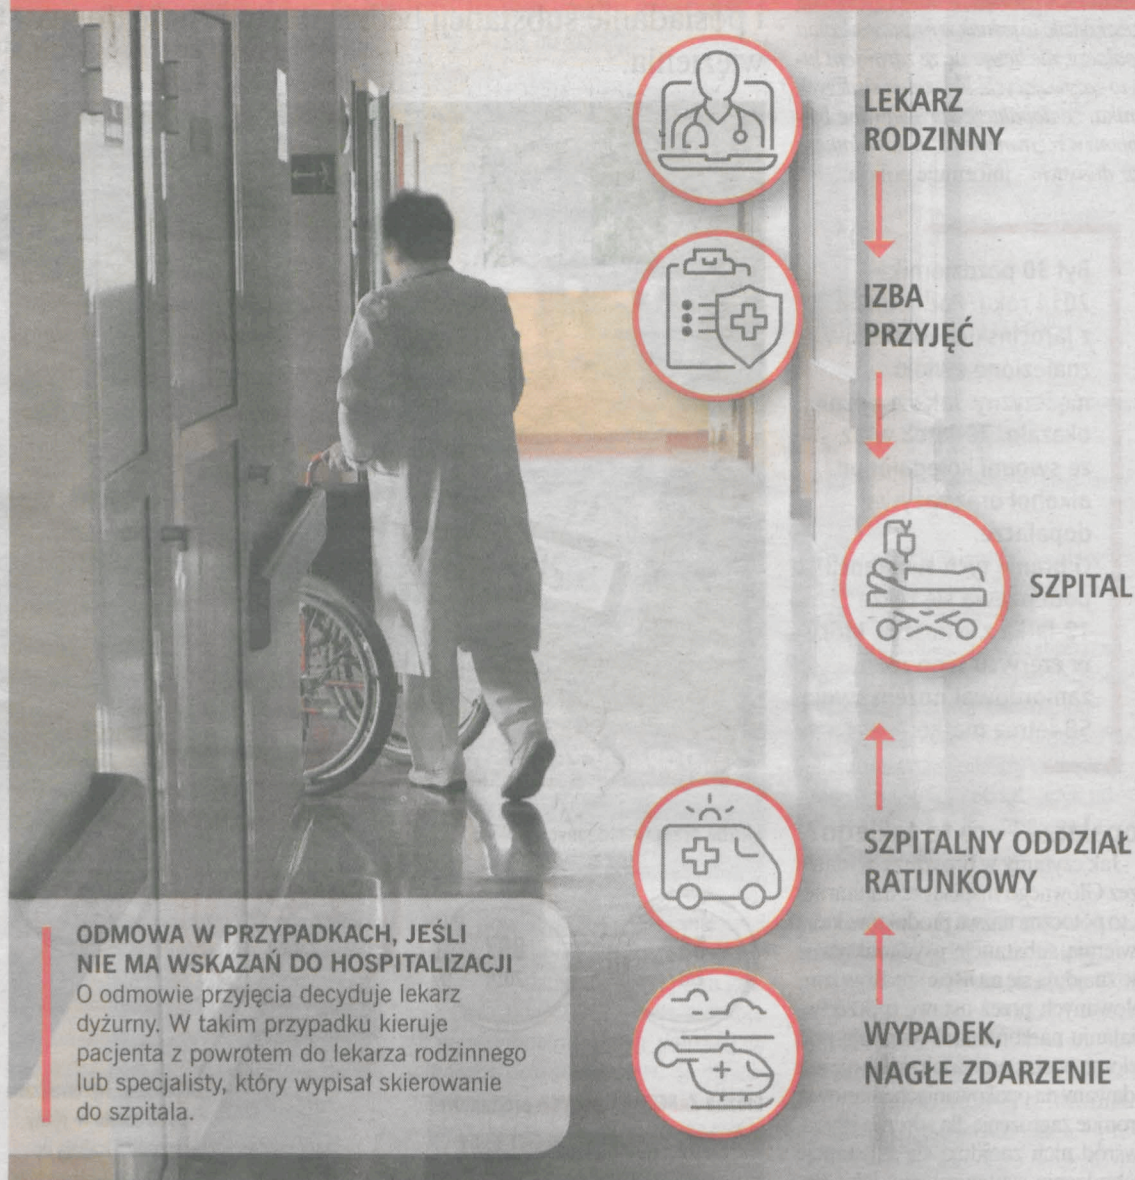 LEKARZ
RODZINNY
IZBA
PRZYJĘĆ
SZPITAL
SZPITALNY ODDZIAŁ
RATUNKOWY
WYPADEK,
NAGŁE ZDARZENIE
ODMOWA W PRZYPADKACH, JEŚLI
NIE MA WSKAZAŃ DO HOSPITALIZACJI
O odmowie przyjęcia decyduje lekarz
dyżurny. W takim przypadku kieruje
pacjenta z powrotem do lekarza rodzinnego
lub specjalisty, który wypisał skierowanie
do szpitala.